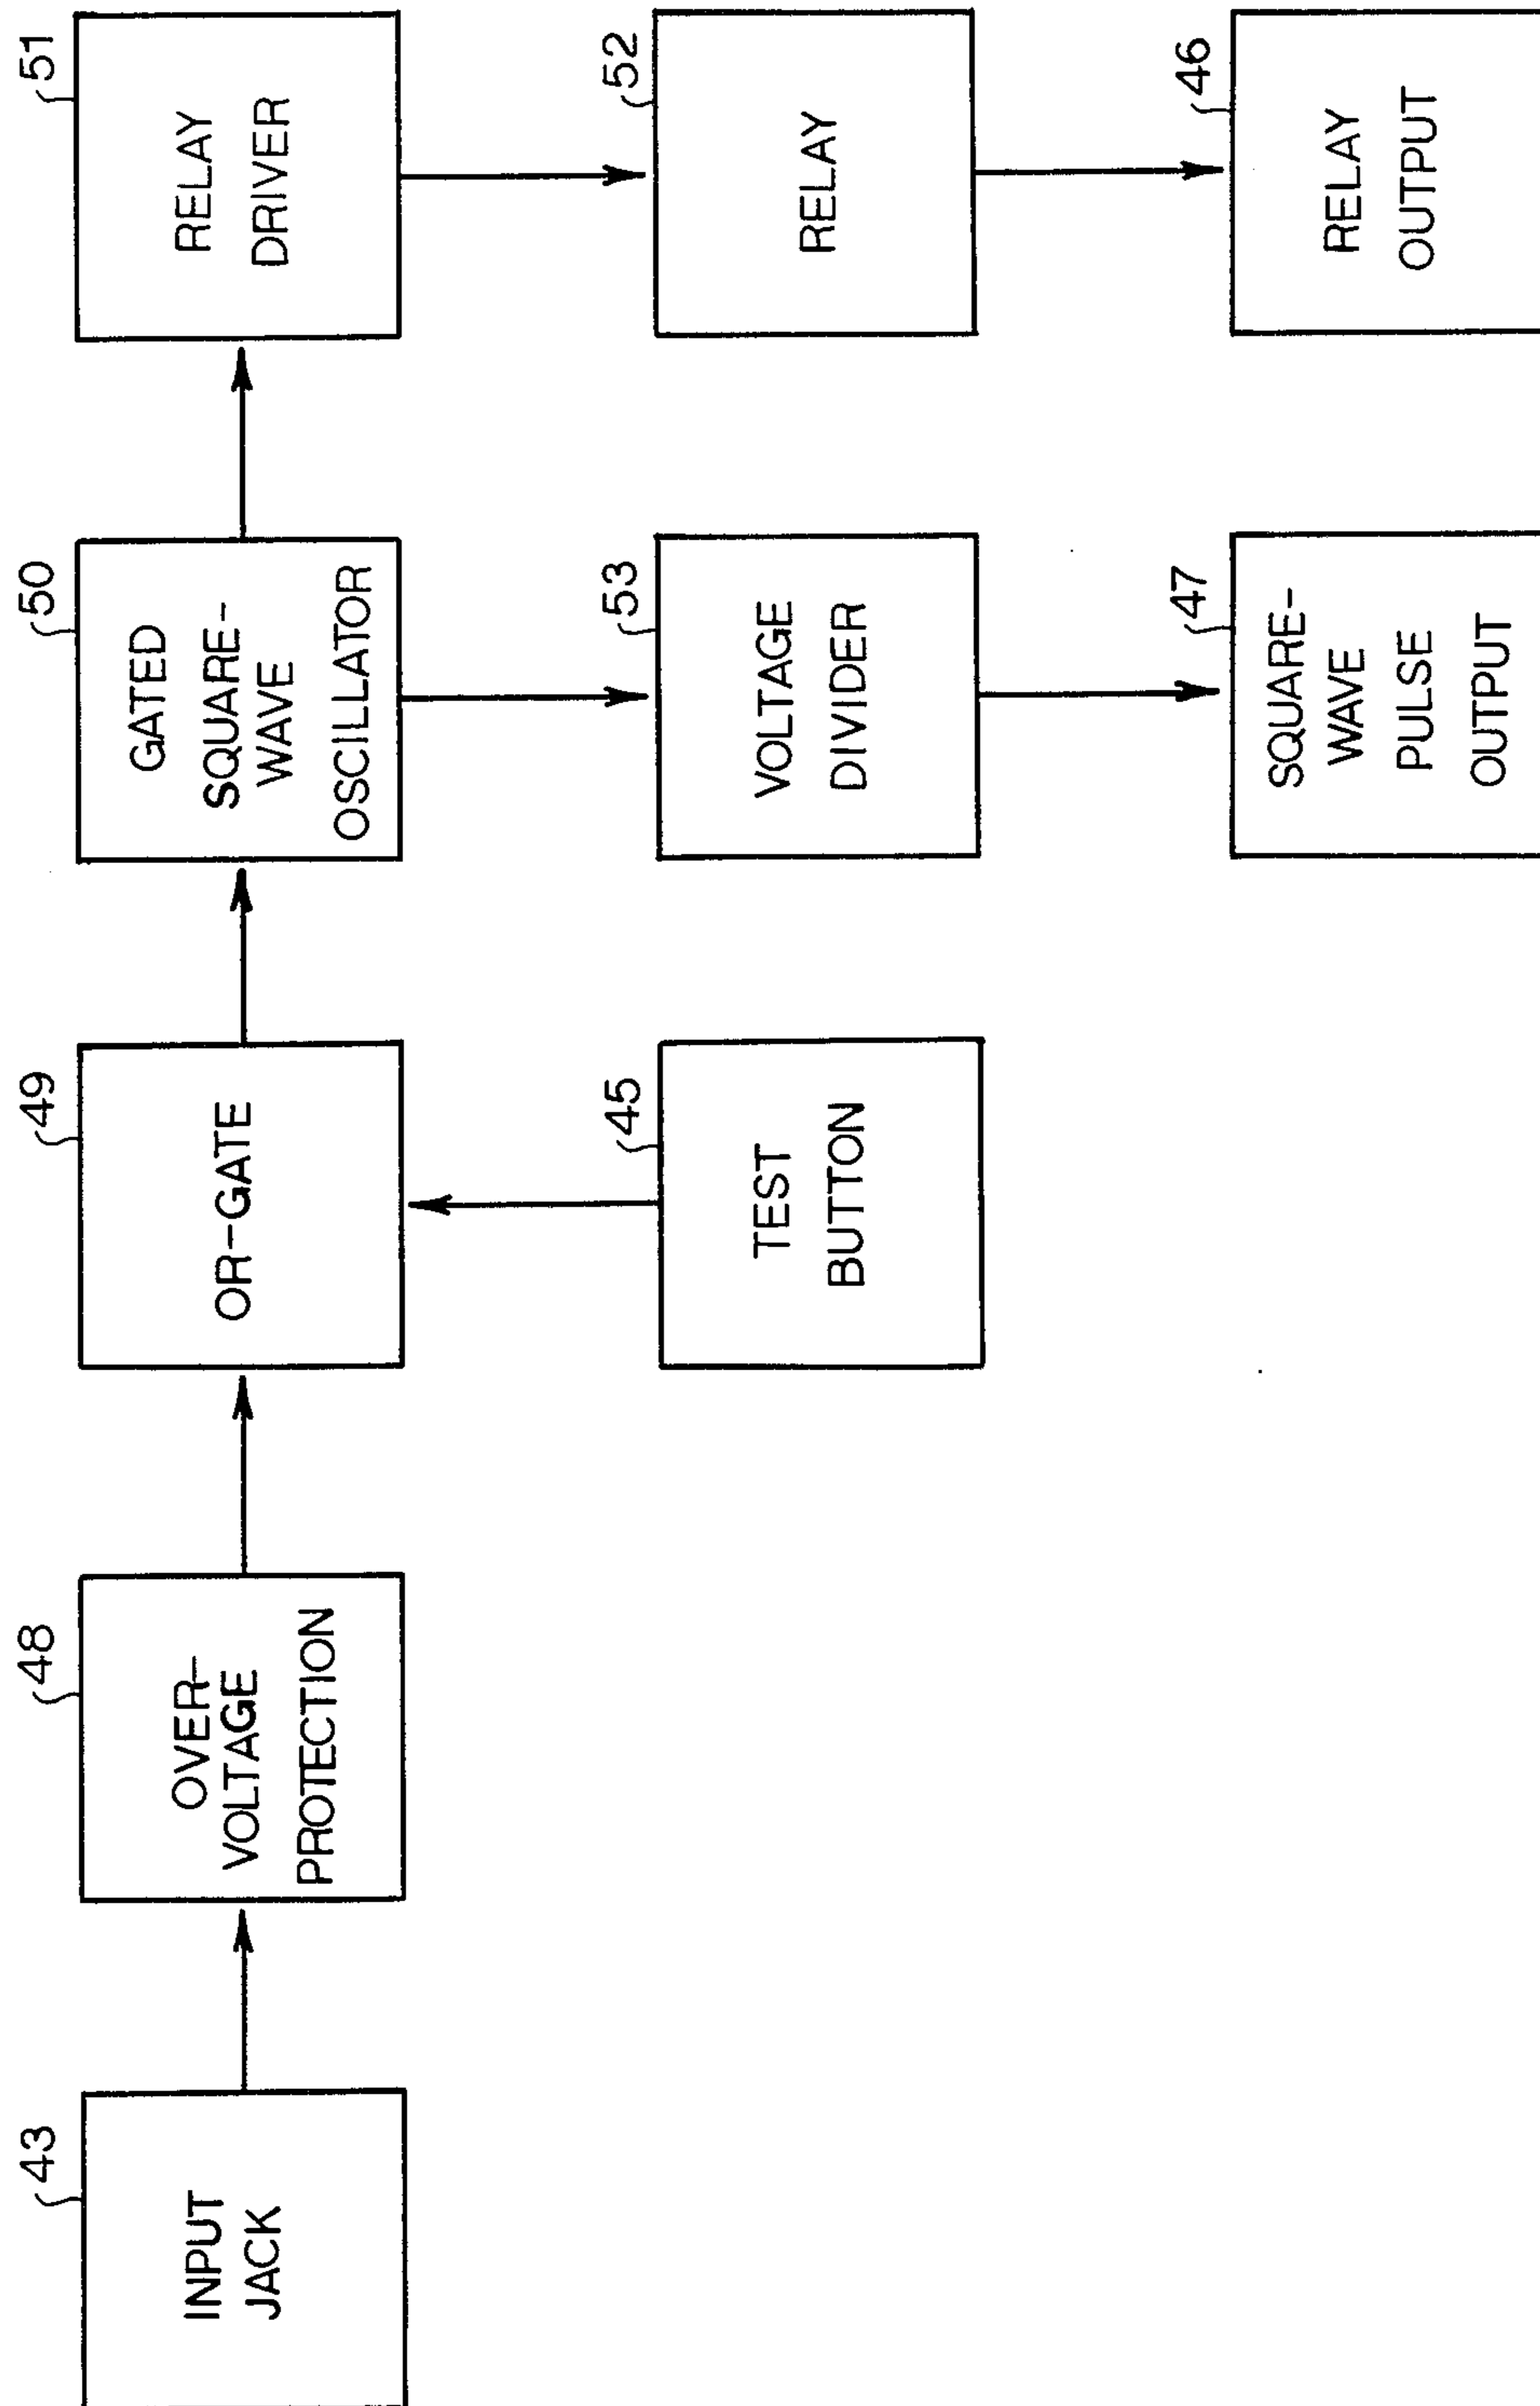 43
INPUT
JACK
48
OVER-
VOLTAGE
PROTECTION
49
OR-GATE
50
GATED
SQUARE-
WAVE
OSCILLATOR
51
RELAY
DRIVER
45
TEST
BUTTON
53
VOLTAGE
DIVIDER
52
RELAY
47
SQUARE-
WAVE
PULSE
OUTPUT
46
RELAY
OUTPUT